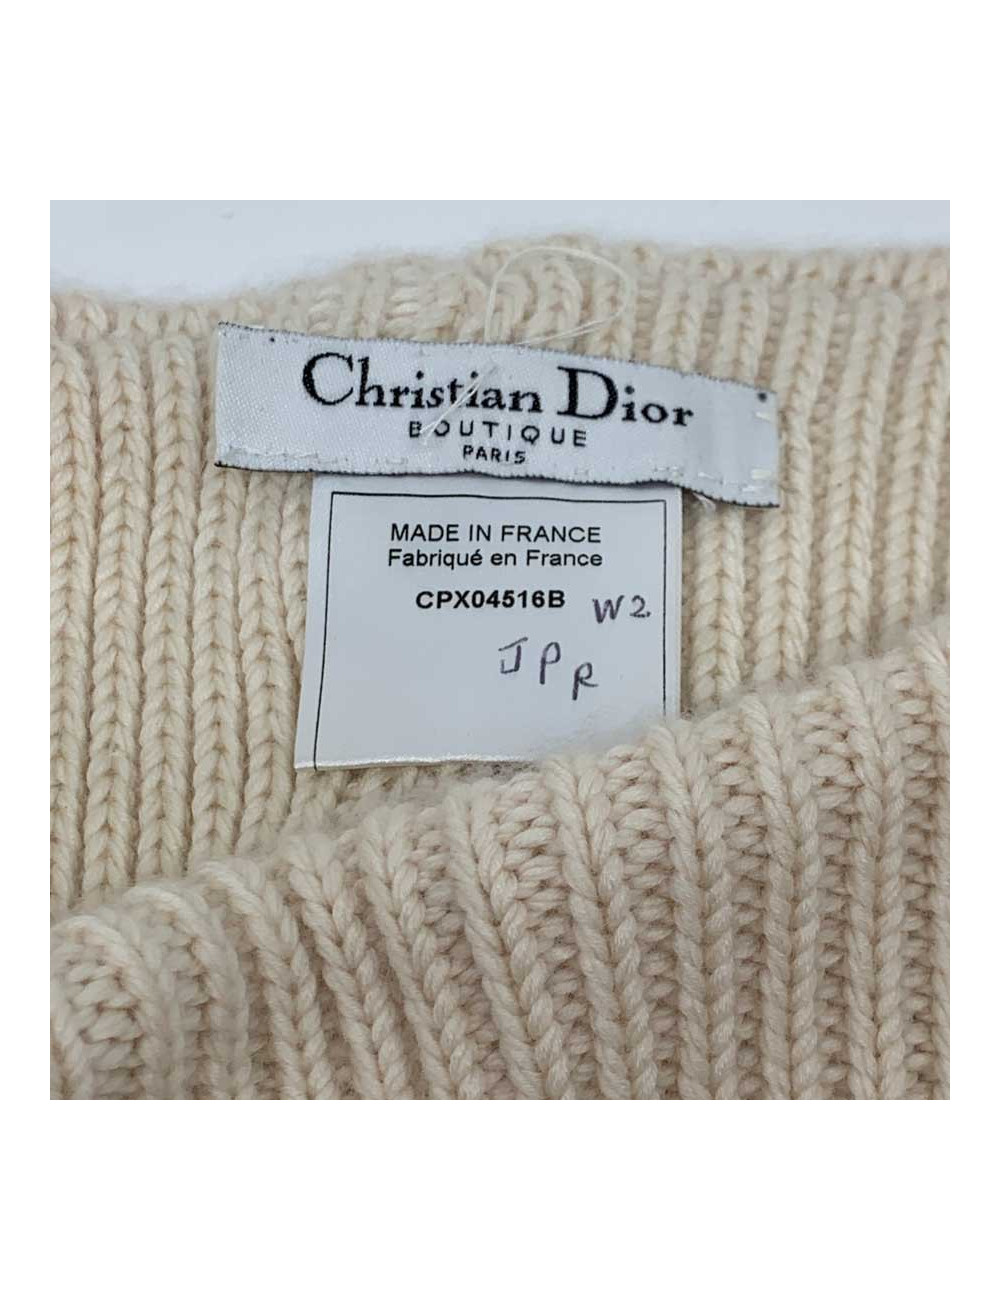 Christian Dior
BOUTIQUE
PARIS
MADE IN FRANCE
Fabriqué en France
CPX04516B W2.
JPR